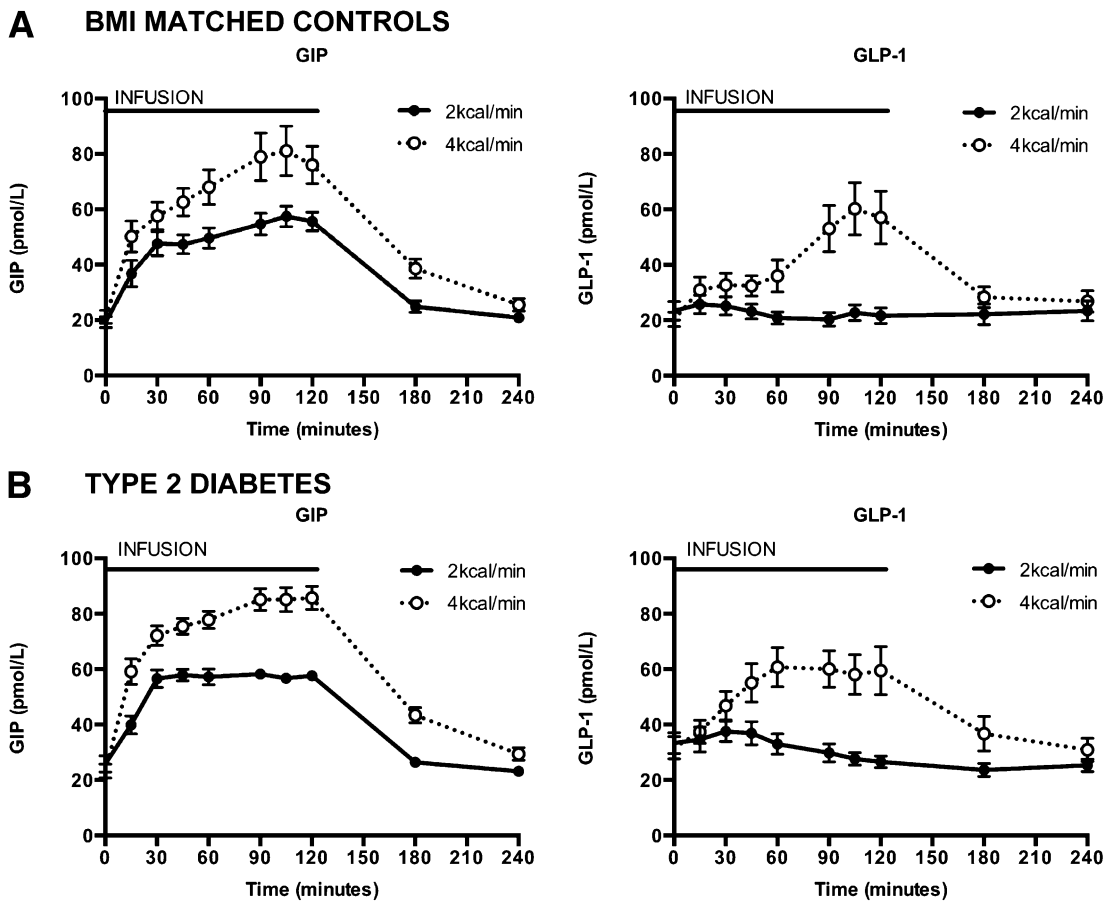 A BMI MATCHED CONTROLS
GIP
INFUSION
2kcal/min
4kcal/min
100
80
60
40
20
0
GIP (pmol/L)
0 30 60 90 120 150 180 210 240
Time (minutes)
GLP-1
INFUSION
2kcal/min
4kcal/min
100
80
60
40
20
0
GLP-1 (pmol/L)
0 30 60 90 120 150 180 210 240
Time (minutes)
B TYPE 2 DIABETES
GIP
INFUSION
2kcal/min
4kcal/min
100
80
60
40
20
0
GIP (pmol/L)
0 30 60 90 120 150 180 210 240
Time (minutes)
GLP-1
INFUSION
2kcal/min
4kcal/min
100
80
60
40
20
0
GLP-1 (pmol/L)
0 30 60 90 120 150 180 210 240
Time (minutes)